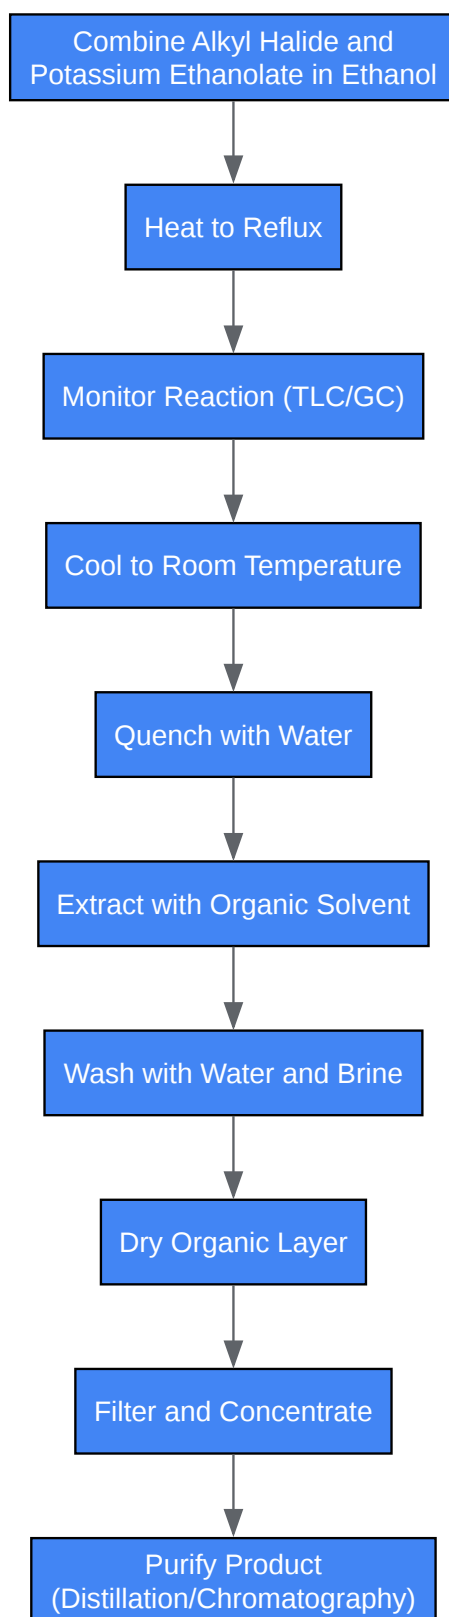 Combine Alkyl Halide and
Potassium Ethanolate in Ethanol
Heat to Reflux
Monitor Reaction (TLC/GC)
Cool to Room Temperature
Quench with Water
Extract with Organic Solvent
Wash with Water and Brine
Dry Organic Layer
Filter and Concentrate
Purify Product
(Distillation/Chromatography)